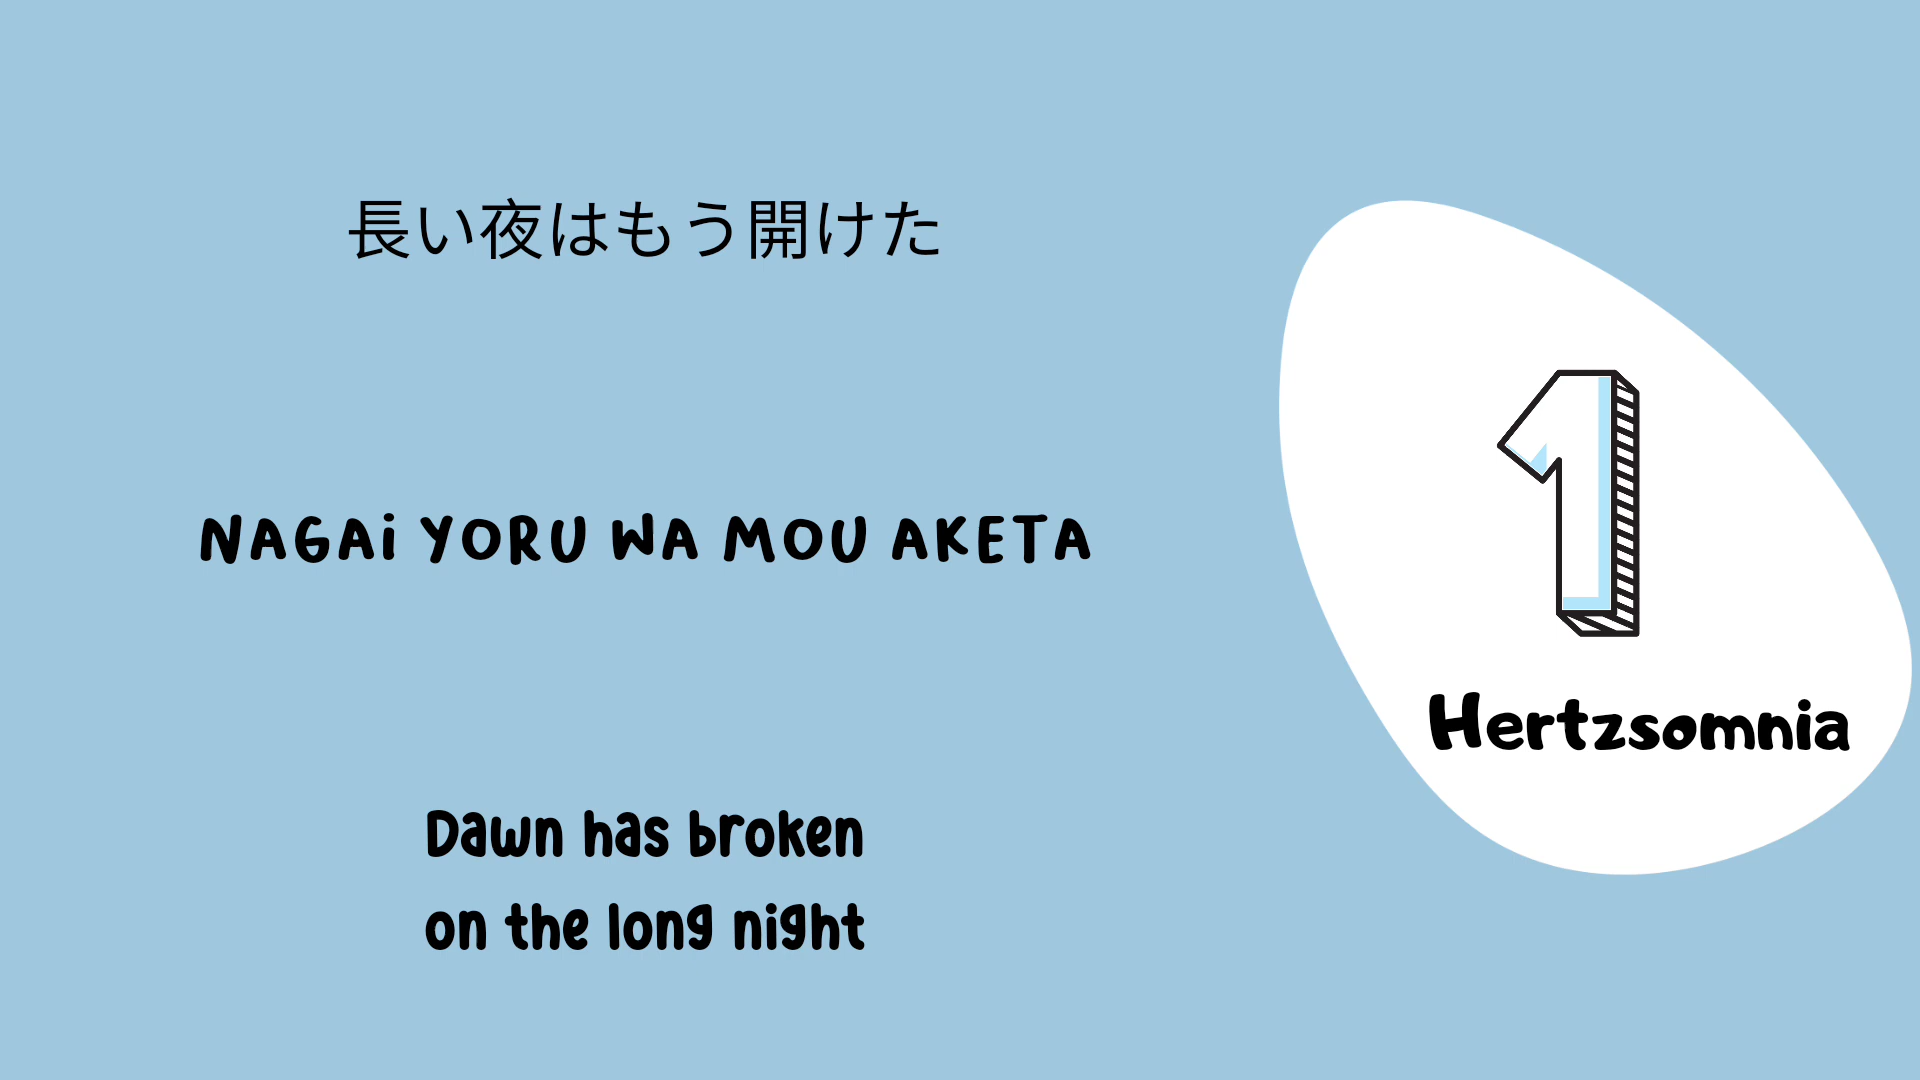 長い夜はもう開けた
NAGAi YORU WA MOU AKETA
Dawn has broken
on the long night
1
Hertzsomnia